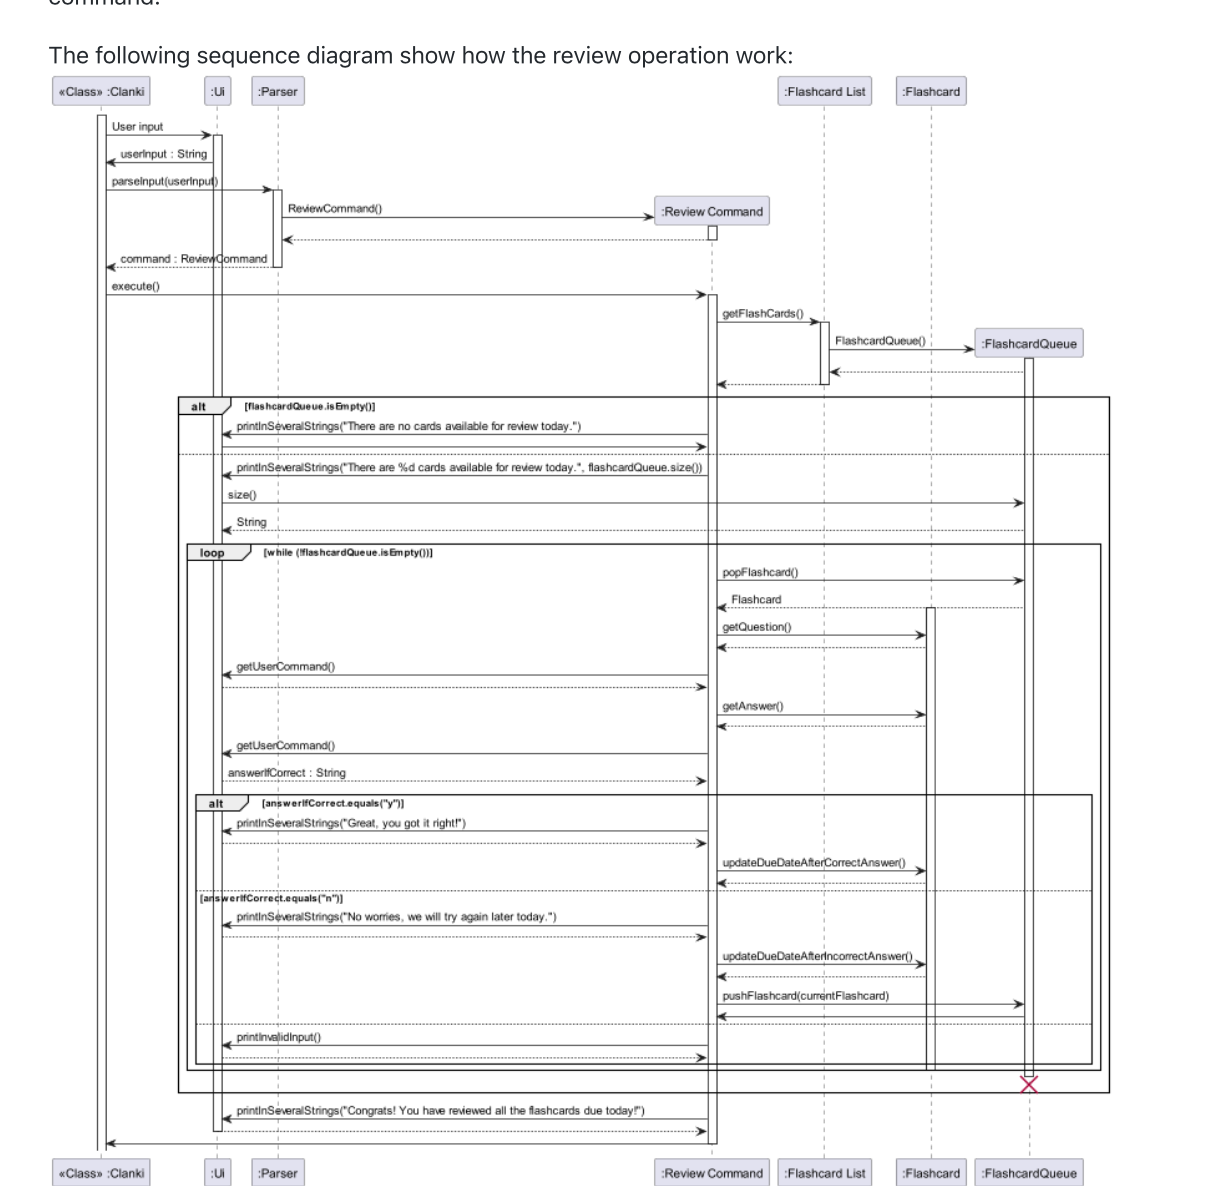 command.
The following sequence diagram show how the review operation work:
«Class» :Clanki
:Ui
:Parser
:Flashcard List
:Flashcard
User input
userInput : String
parseInput(userInput)
ReviewCommand()
:Review Command
command : ReviewCommand
execute()
getFlashCards()
FlashcardQueue()
:FlashcardQueue
alt
[flashcardQueue.isEmpty()]
printlnSeveralStrings("There are no cards available for review today.")
printlnSeveralStrings("There are %d cards available for review today.", flashcardQueue.size())
size()
String
loop
[while (!flashcardQueue.isEmpty())]
popFlashcard()
Flashcard
getQuestion()
getUserCommand()
getAnswer()
getUserCommand()
answerIfCorrect : String
alt
[answerIfCorrect.equals("y")]
printlnSeveralStrings("Great, you got it right!")
updateDueDateAfterCorrectAnswer()
[answerIfCorrect.equals("n")]
printlnSeveralStrings("No worries, we will try again later today.")
updateDueDateAfterIncorrectAnswer()
pushFlashcard(currentFlashcard)
printInvalidInput()
printlnSeveralStrings("Congrats! You have reviewed all the flashcards due today!")
«Class» :Clanki
:Ui
:Parser
:Review Command
:Flashcard List
:Flashcard
:FlashcardQueue